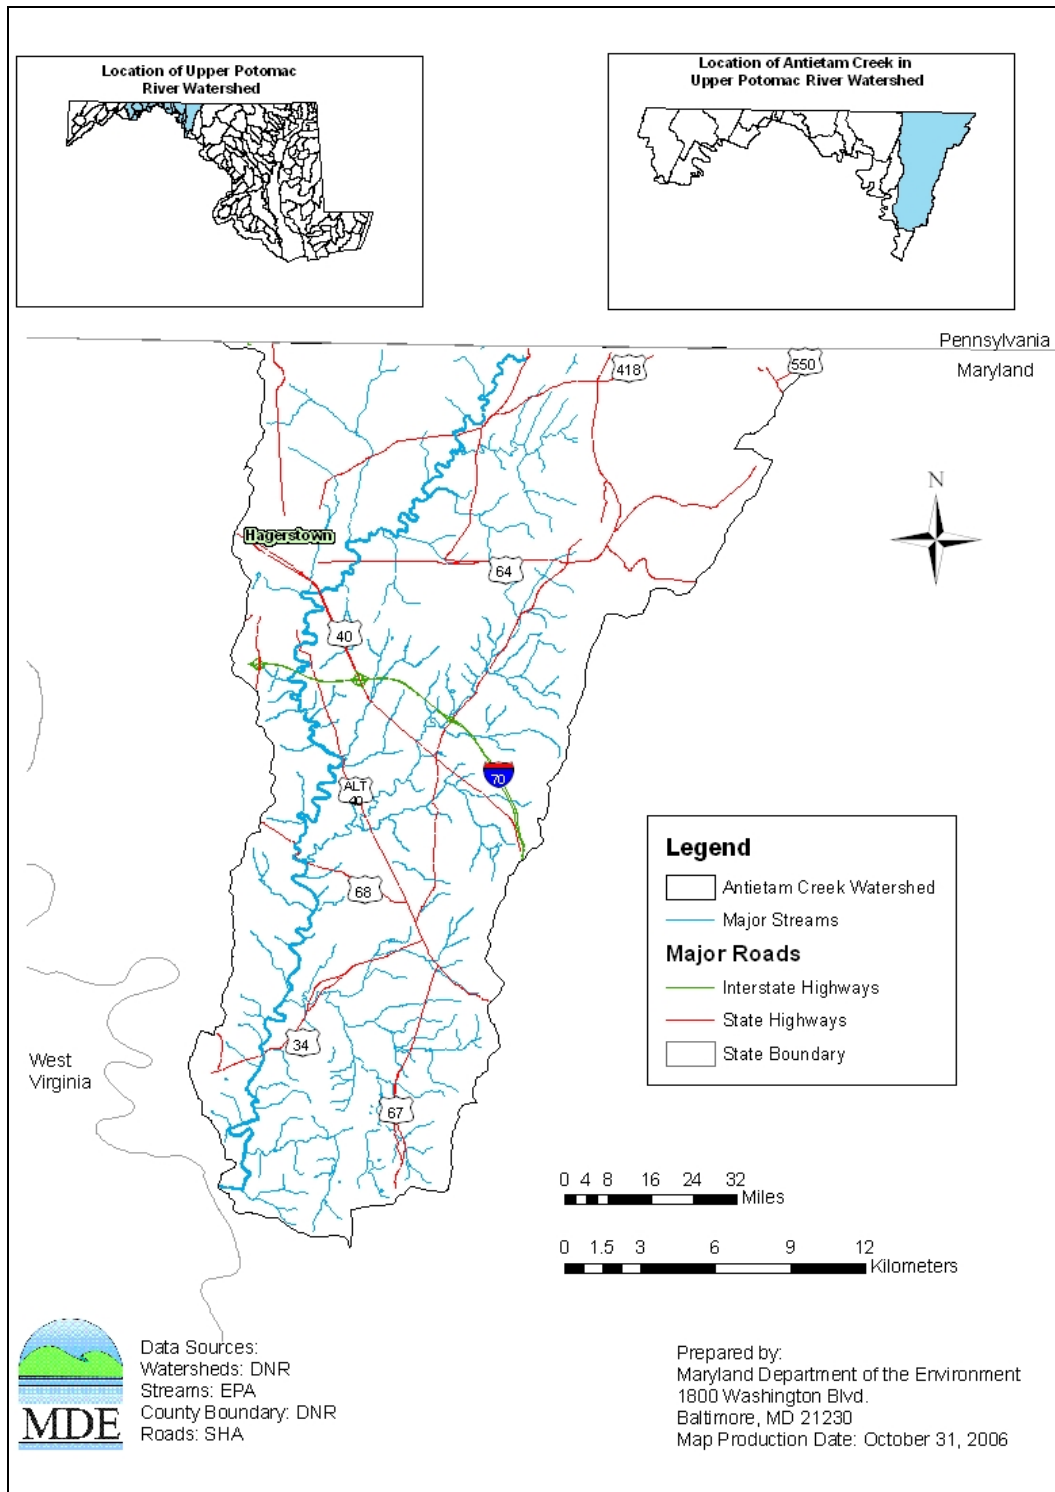 Location of Upper Potomac
River Watershed
Location of Antietam Creek in
Upper Potomac River Watershed
Pennsylvania
Maryland
418
550
N
Hagerstown
64
40
70
ALT
40
68
34
67
West
Virginia
Legend
Antietam Creek Watershed
Major Streams
Major Roads
Interstate Highways
State Highways
State Boundary
0 4 8 16 24 32
Miles
0 1.5 3 6 9 12
Kilometers
MDE
Data Sources:
Watersheds: DNR
Streams: EPA
County Boundary: DNR
Roads: SHA
Prepared by:
Maryland Department of the Environment
1800 Washington Blvd.
Baltimore, MD 21230
Map Production Date: October 31, 2006